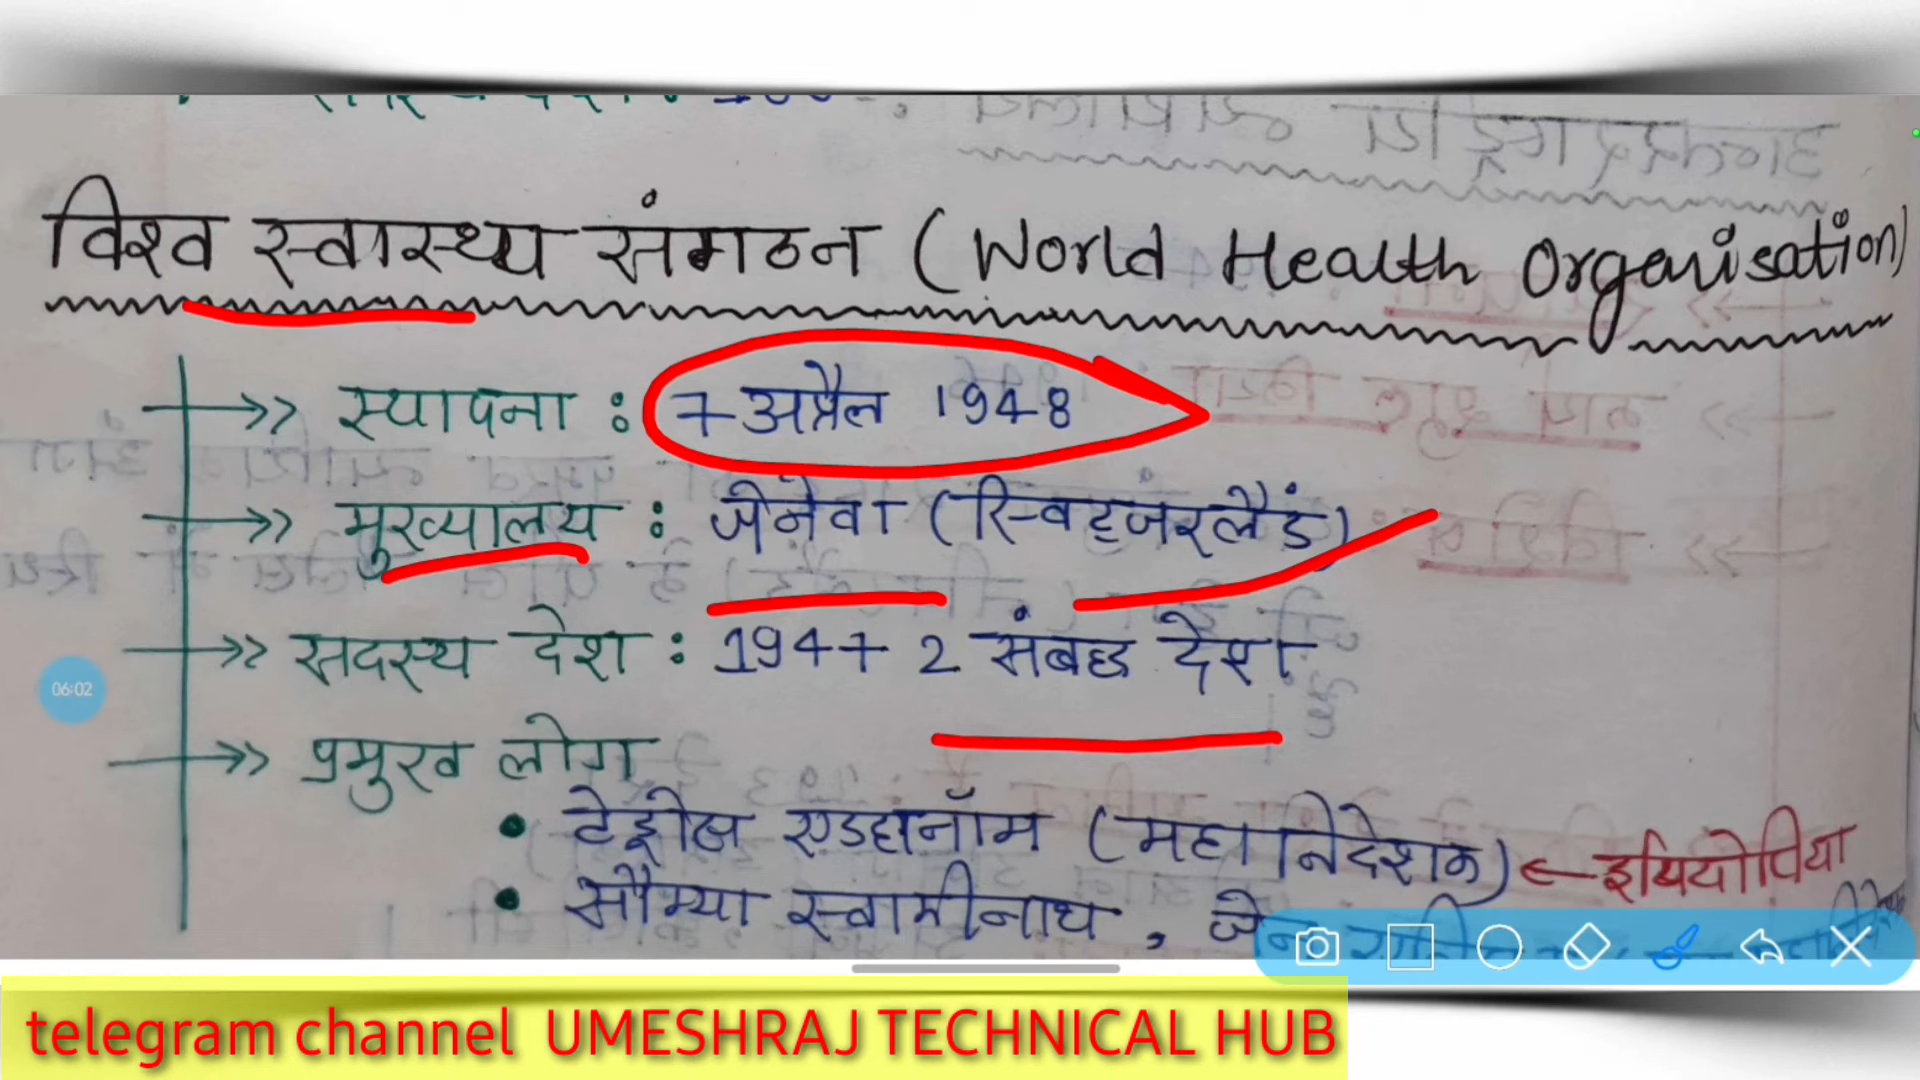 विश्व स्वास्थ्य संगठन (World Health Organisation)
->> स्थापना : 7 अप्रैल 1948
->> मुख्यालय : जेनेवा (स्विट्जंरलैंड)
->> सदस्य देश : 194 + 2 संबद्ध देश
->> प्रमुख लोग
• टेड्रोस एडहानॉम (महानिदेशक) <- इथियोपिया
• सौम्या स्वामीनाथ ,
06:02
telegram channel UMESHRAJ TECHNICAL HUB